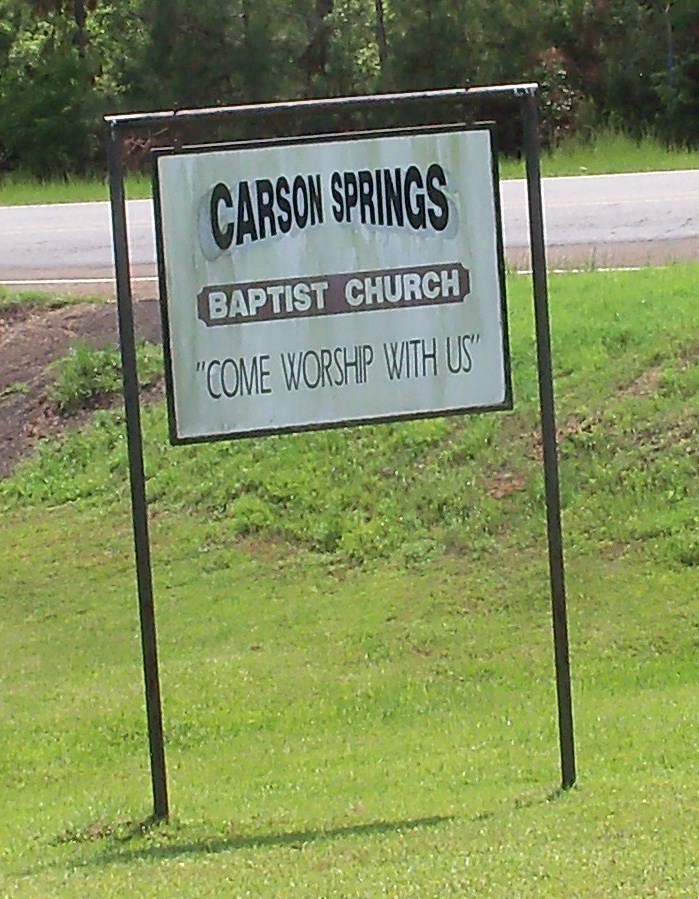 CARSON SPRINGS
BAPTIST CHURCH
"COME WORSHIP WITH US"